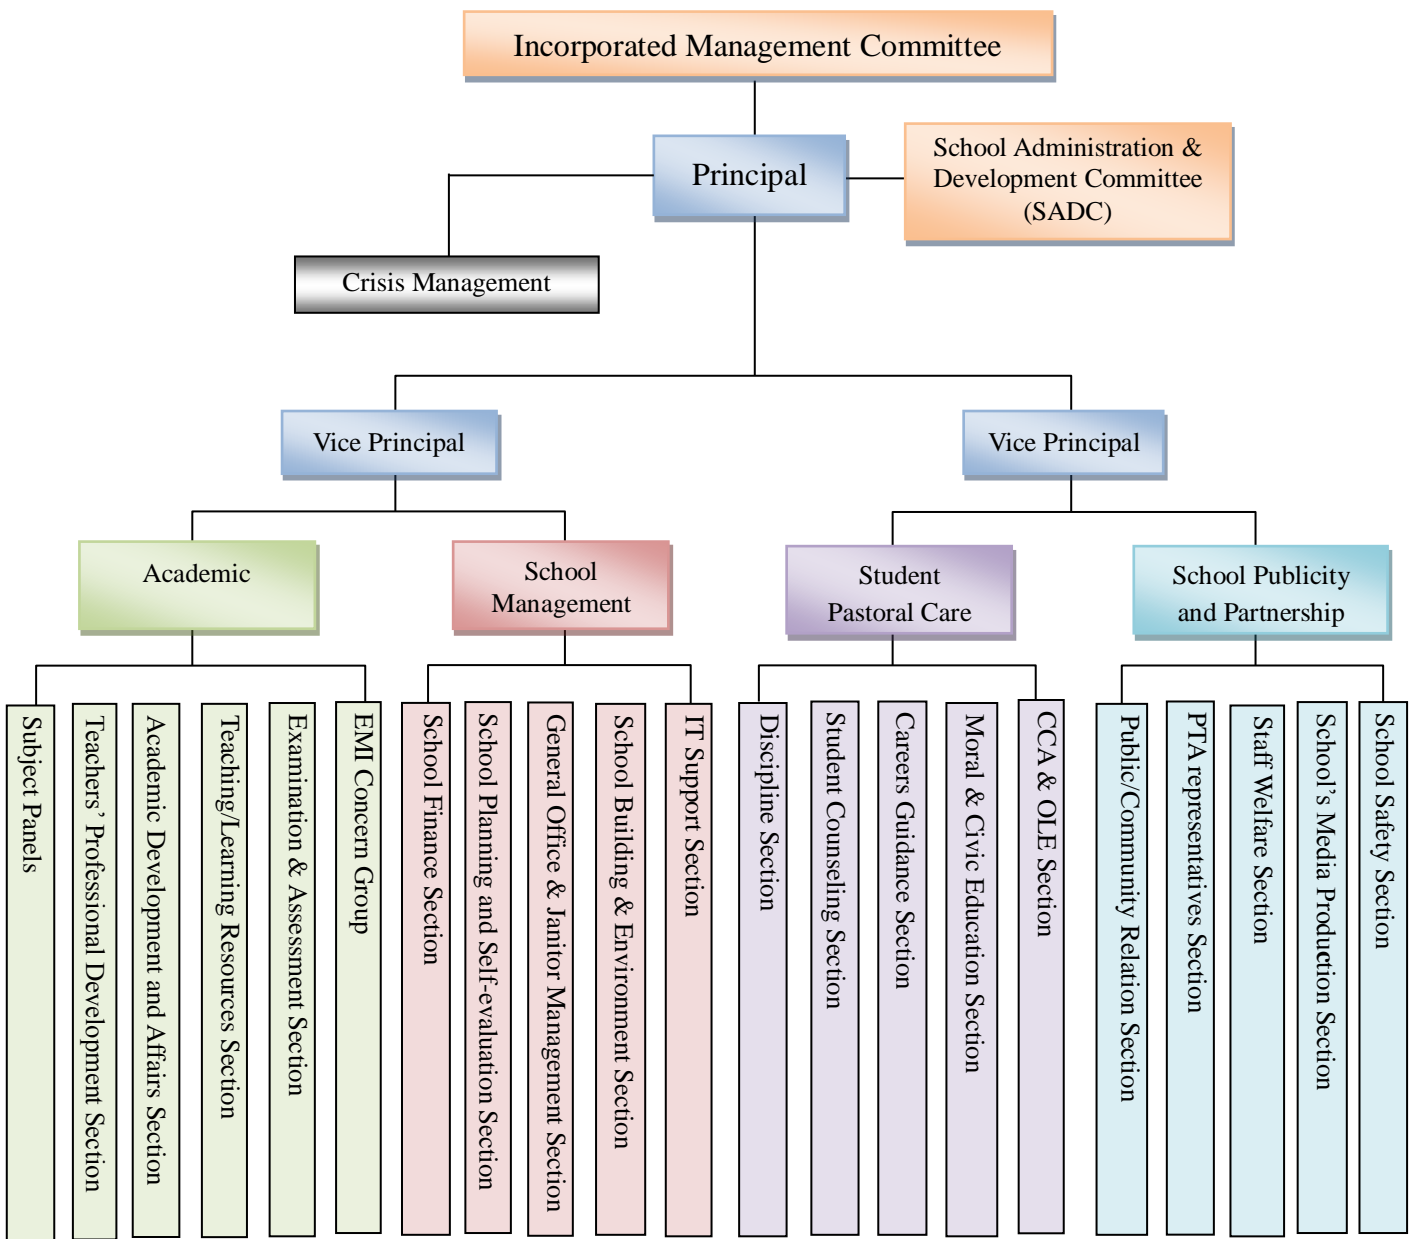 Incorporated Management Committee
Principal
School Administration &
Development Committee
(SADC)
Crisis Management
Vice Principal
Vice Principal
Academic
School
Management
Student
Pastoral Care
School Publicity
and Partnership
Subject Panels
Teachers’ Professional Development Section
Academic Development and Affairs Section
Teaching/Learning Resources Section
Examination & Assessment Section
EMI Concern Group
School Finance Section
School Planning and Self-evaluation Section
General Office & Janitor Management Section
School Building & Environment Section
IT Support Section
Discipline Section
Student Counseling Section
Careers Guidance Section
Moral & Civic Education Section
CCA & OLE Section
Public/Community Relation Section
PTA representatives Section
Staff Welfare Section
School’s Media Production Section
School Safety Section